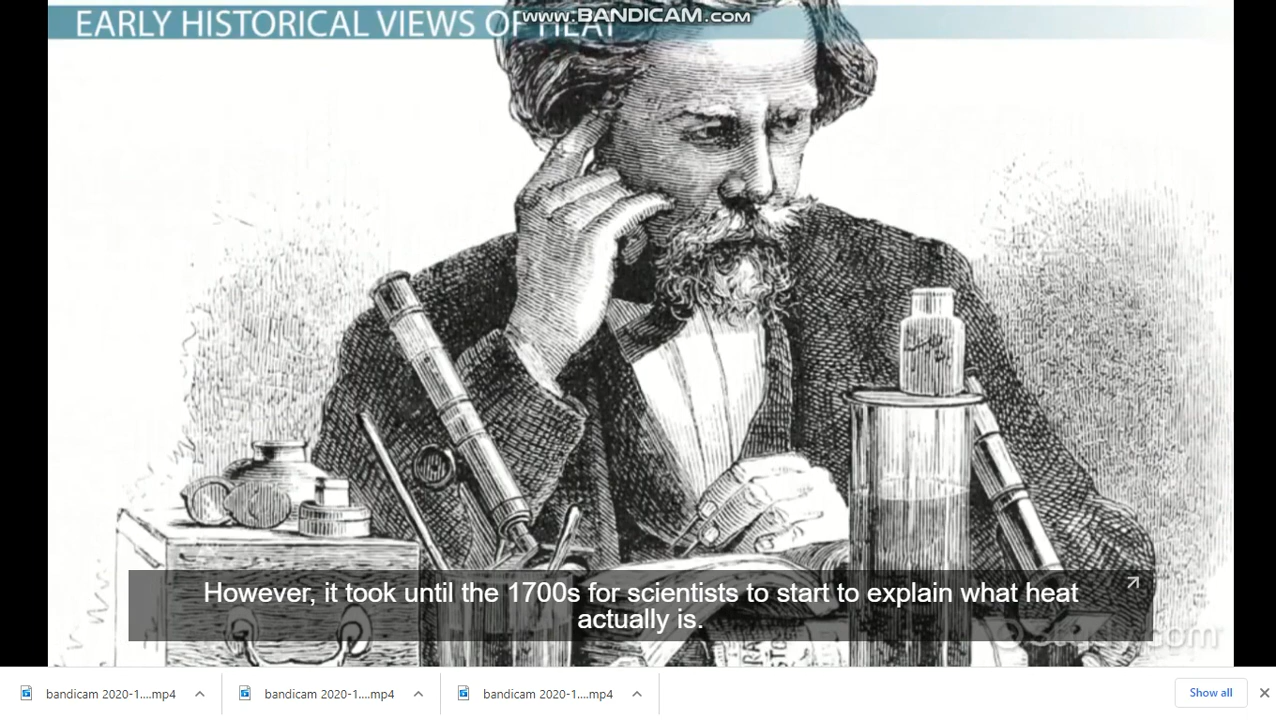 www.BANDICAM.com
EARLY HISTORICAL VIEWS OF HEAT
However, it took until the 1700s for scientists to start to explain what heat
actually is.
bandicam 2020-1....mp4
bandicam 2020-1....mp4
bandicam 2020-1....mp4
Show all